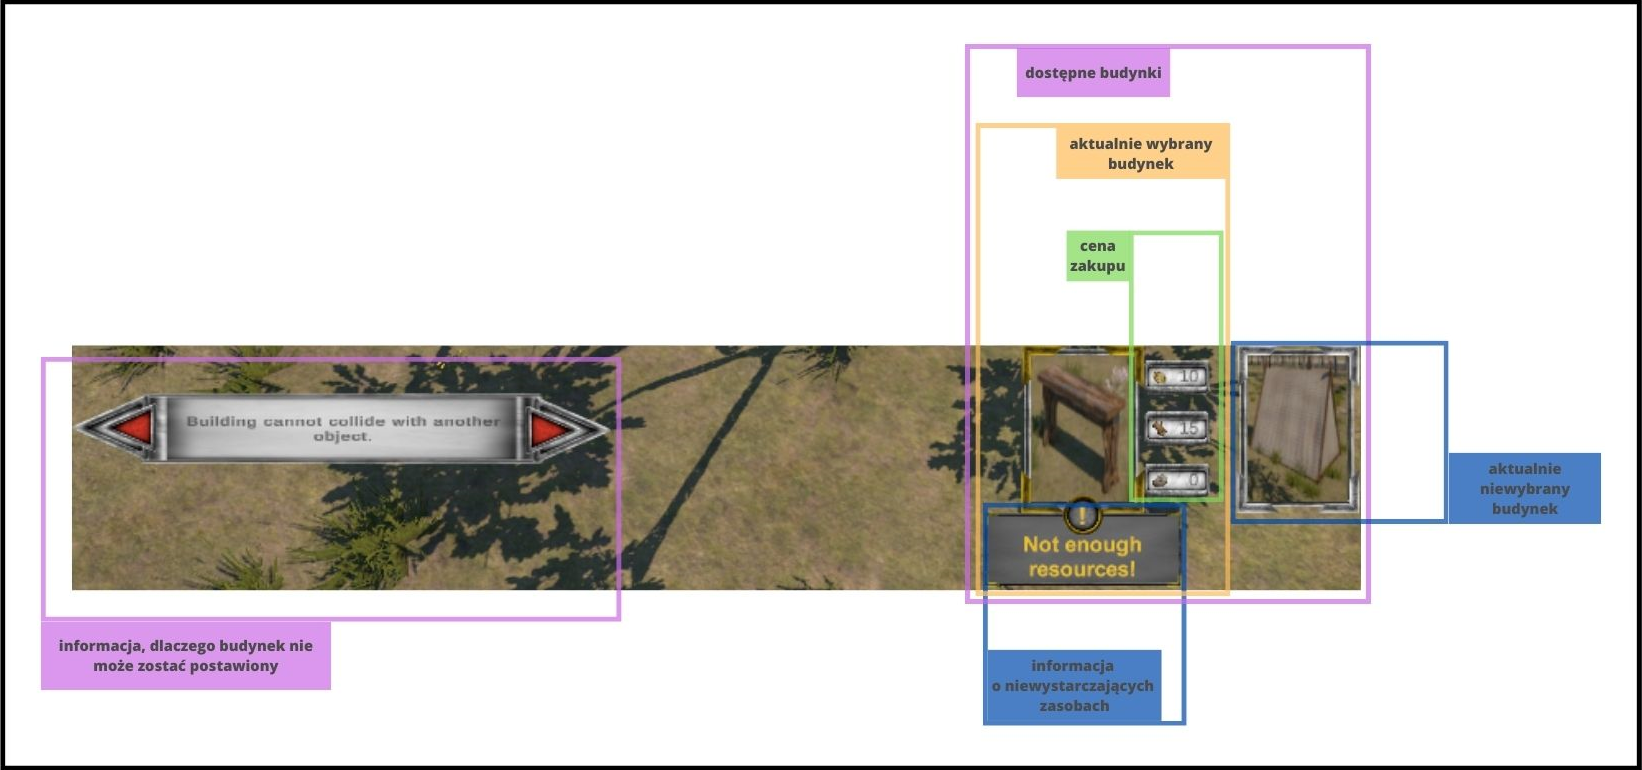 dostępne budynki
aktualnie wybrany
budynek
cena
zakupu
Building cannot collide with another
object.
10
15
0
Not enough
resources!
aktualnie
niewybrany
budynek
informacja, dlaczego budynek nie
może zostać postawiony
informacja
o niewystarczających
zasobach